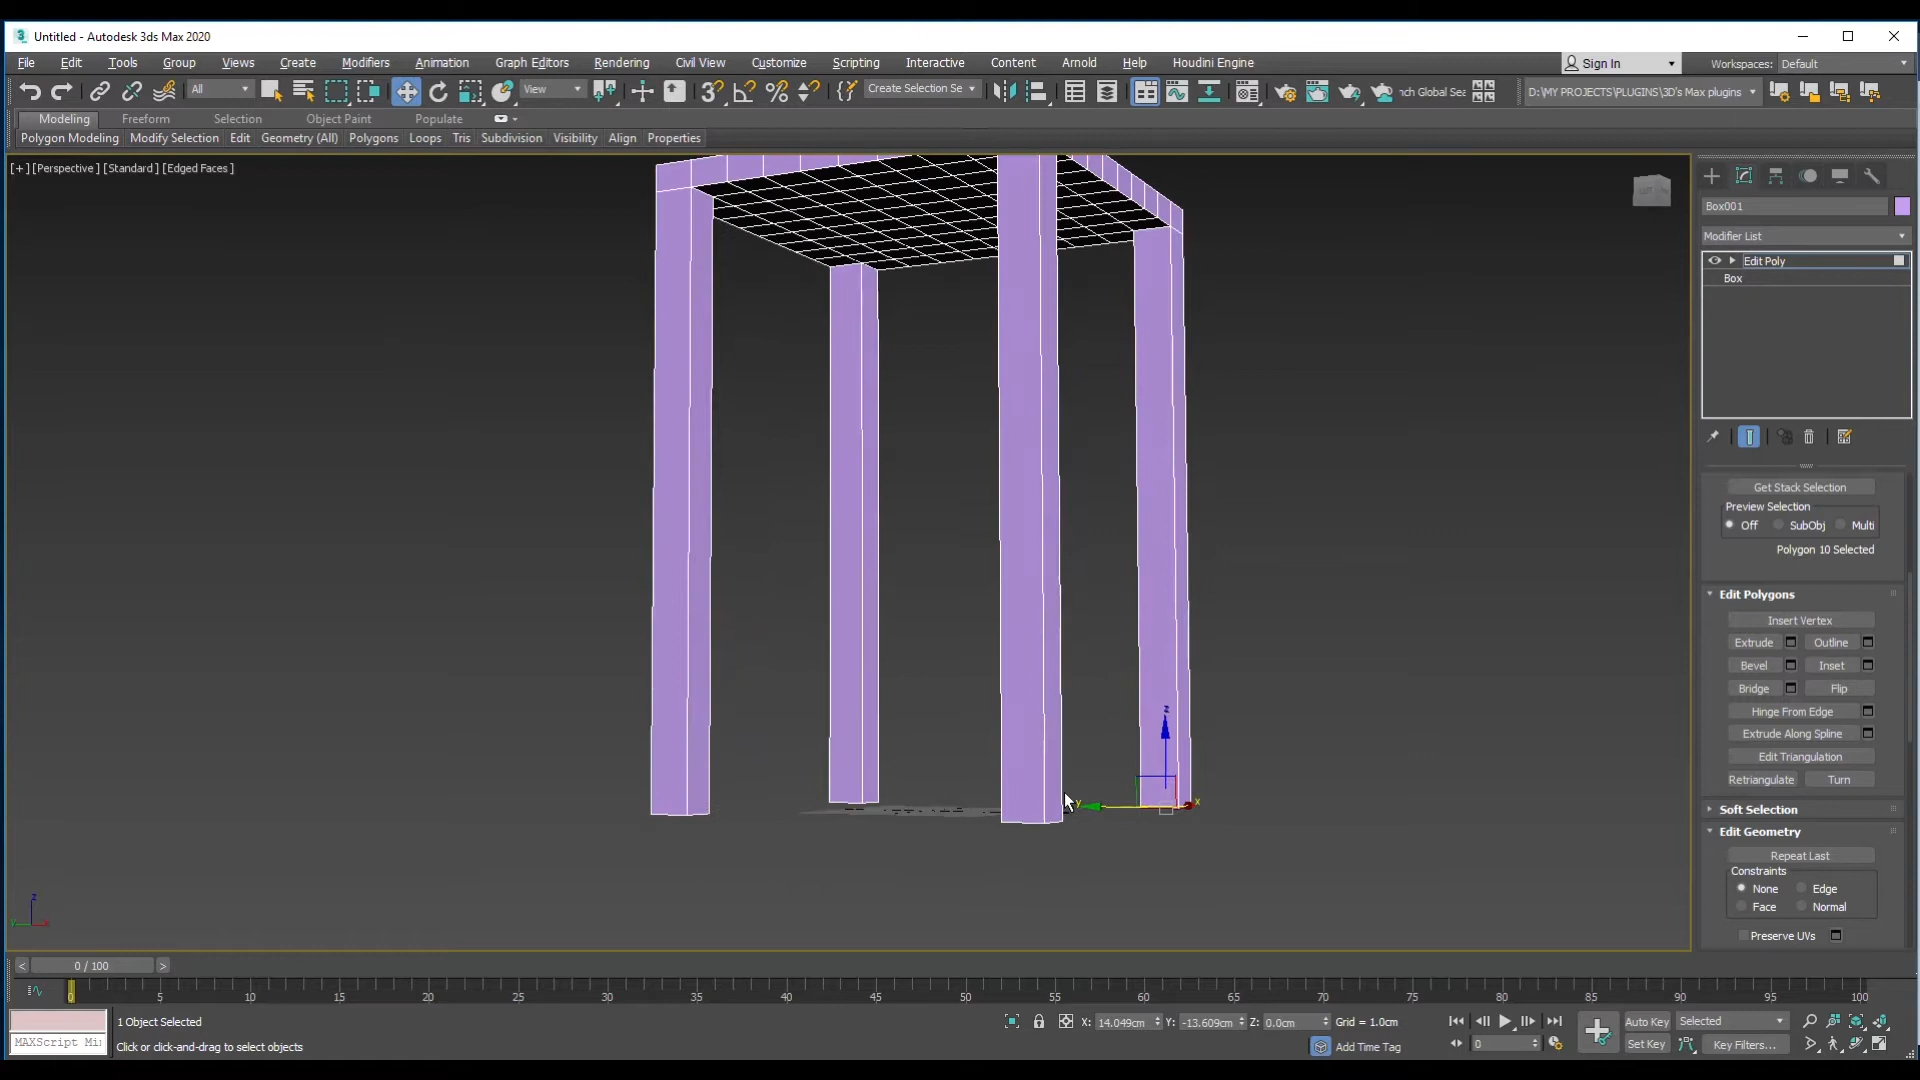 Untitled - Autodesk 3ds Max 2020
File Edit Tools Group Views Create Modifiers Animation Graph Editors Rendering Civil View Customize Scripting Interactive Content Arnold Help Houdini Engine Sign In Workspaces: Default
All View Create Selection Se D:\MY PROJECTS\PLUGINS\3D's Max plugins
Modeling Freeform Selection Object Paint Populate
Polygon Modeling Modify Selection Edit Geometry (All) Polygons Loops Tris Subdivision Visibility Align Properties
[+] [Perspective ] [Standard ] [Edged Faces ]
Box001
Modifier List
Edit Poly
Box
Get Stack Selection
Preview Selection
Off SubObj Multi
Polygon 10 Selected
Edit Polygons
Insert Vertex
Extrude Outline
Bevel Inset
Bridge Flip
Hinge From Edge
Extrude Along Spline
Edit Triangulation
Retriangulate Turn
Soft Selection
Edit Geometry
Repeat Last
Constraints
None Edge
Face Normal
Preserve UVs
z
y x
z
y x
< 0 / 100 >
0 5 10 15 20 25 30 35 40 45 50 55 60 65 70 75 80 85 90 95 100
1 Object Selected X: 14.049cm Y: -13.609cm Z: 0.0cm Grid = 1.0cm Auto Key Selected
MAXScript Mi Click or click-and-drag to select objects Add Time Tag 0 Set Key Key Filters...